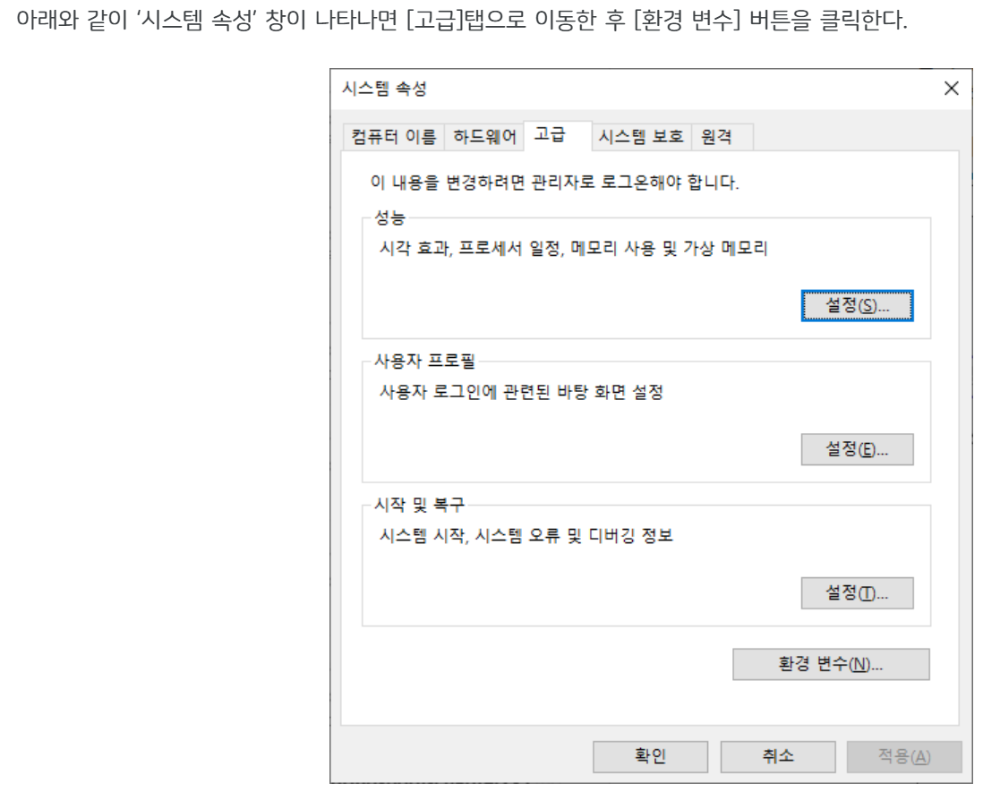 아래와 같이 ‘시스템 속성’ 창이 나타나면 [고급]탭으로 이동한 후 [환경 변수] 버튼을 클릭한다.
시스템 속성
컴퓨터 이름 하드웨어 고급 시스템 보호 원격
이 내용을 변경하려면 관리자로 로그온해야 합니다.
성능
시각 효과, 프로세서 일정, 메모리 사용 및 가상 메모리
설정(S)...
사용자 프로필
사용자 로그인에 관련된 바탕 화면 설정
설정(E)...
시작 및 복구
시스템 시작, 시스템 오류 및 디버깅 정보
설정(T)...
환경 변수(N)...
확인 취소 적용(A)